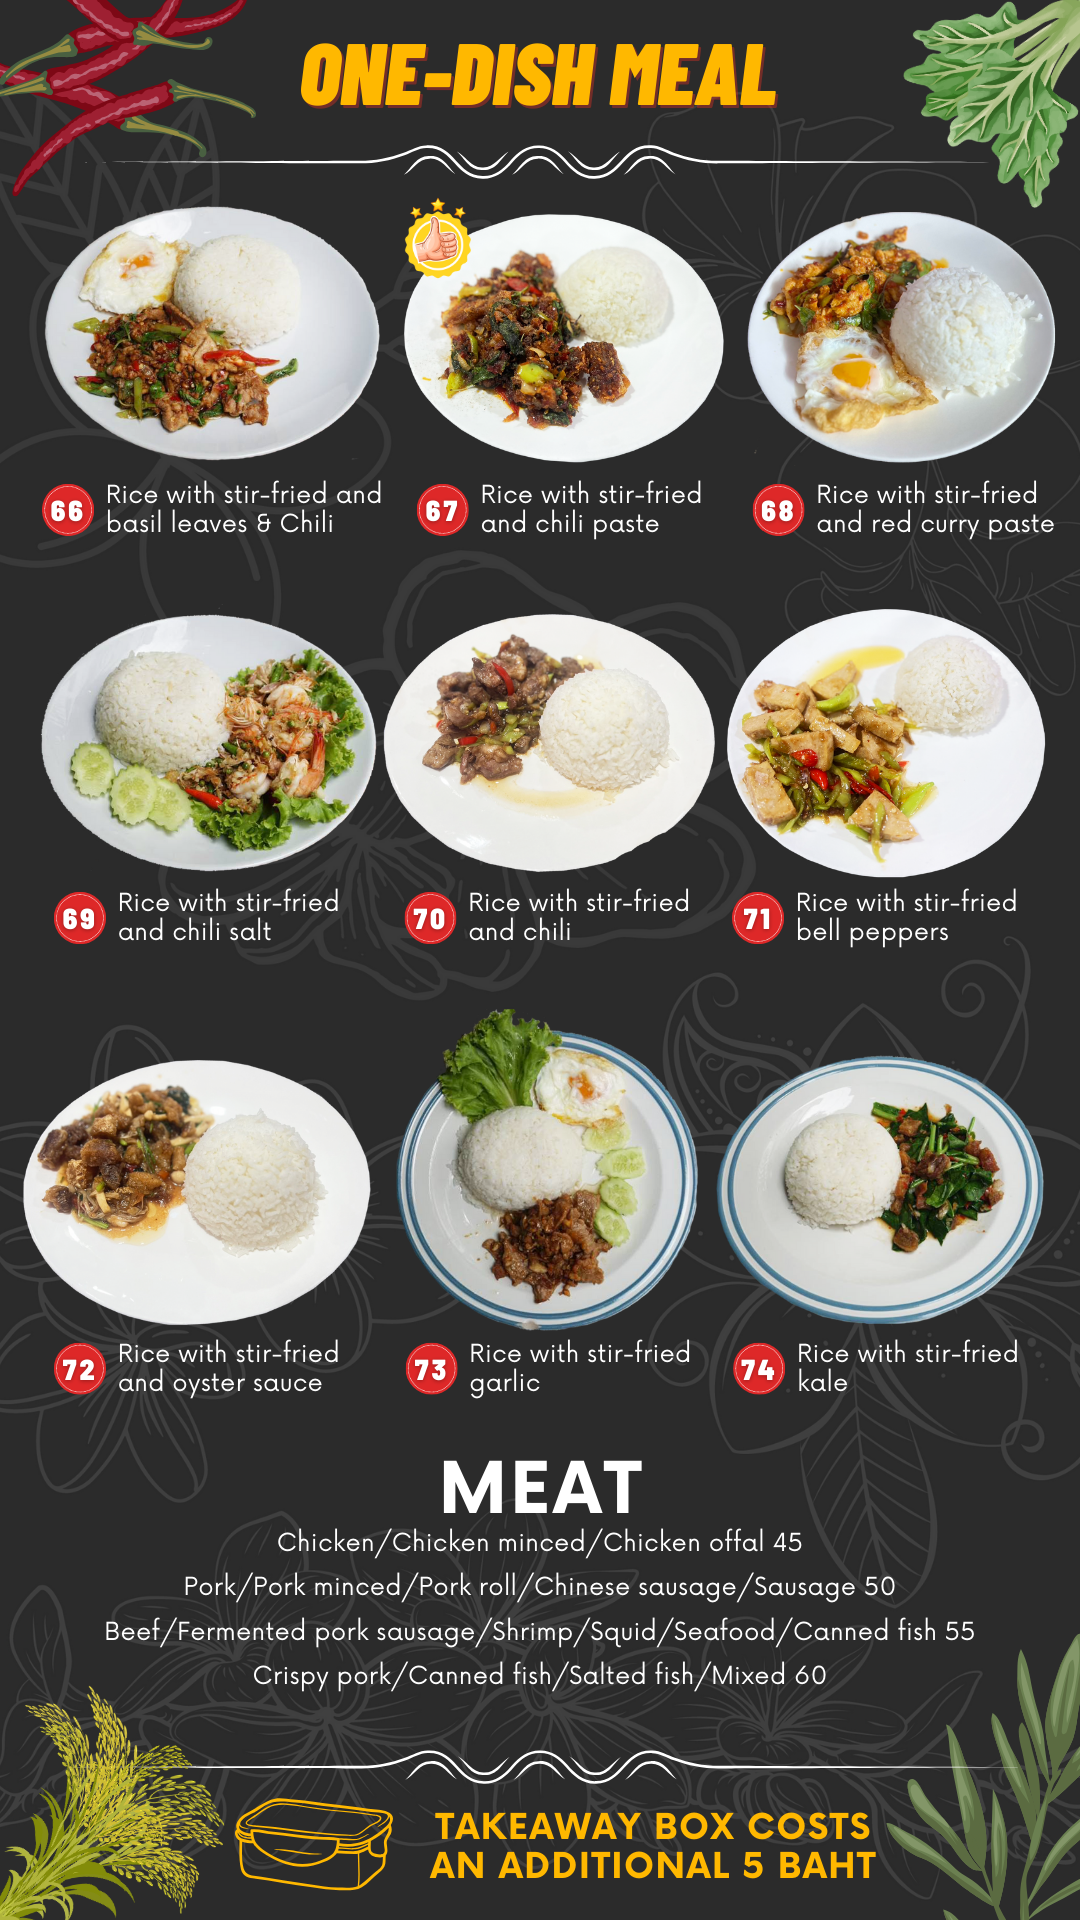 ONE-DISH MEAL
66 Rice with stir-fried and
basil leaves & Chili
67 Rice with stir-fried
and chili paste
68 Rice with stir-fried
and red curry paste
69 Rice with stir-fried
and chili salt
70 Rice with stir-fried
and chili
71 Rice with stir-fried
bell peppers
72 Rice with stir-fried
and oyster sauce
73 Rice with stir-fried
garlic
74 Rice with stir-fried
kale
MEAT
Chicken/Chicken minced/Chicken offal 45
Pork/Pork minced/Pork roll/Chinese sausage/Sausage 50
Beef/Fermented pork sausage/Shrimp/Squid/Seafood/Canned fish 55
Crispy pork/Canned fish/Salted fish/Mixed 60
TAKEAWAY BOX COSTS
AN ADDITIONAL 5 BAHT